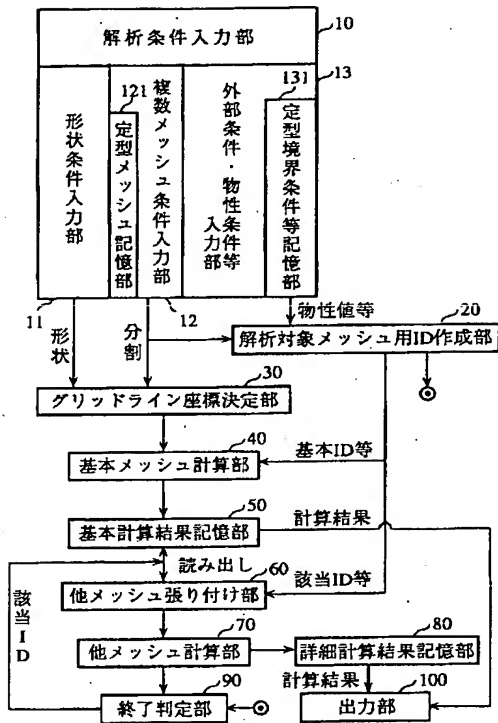 解析条件入力部
10
13
形状条件入力部
121
定型メッシュ記憶部
複数メッシュ条件入力部
外部条件・物性条件等入力部
131
定型境界条件等記憶部
11
12
形状
分割
物性値等
20
解析対象メッシュ用ID作成部
30
グリッドライン座標決定部
40
基本ID等
基本メッシュ計算部
50
計算結果
基本計算結果記憶部
読み出し
60
該当ID等
他メッシュ張り付け部
該当ID
70
80
他メッシュ計算部
詳細計算結果記憶部
90
計算結果
100
終了判定部
出力部